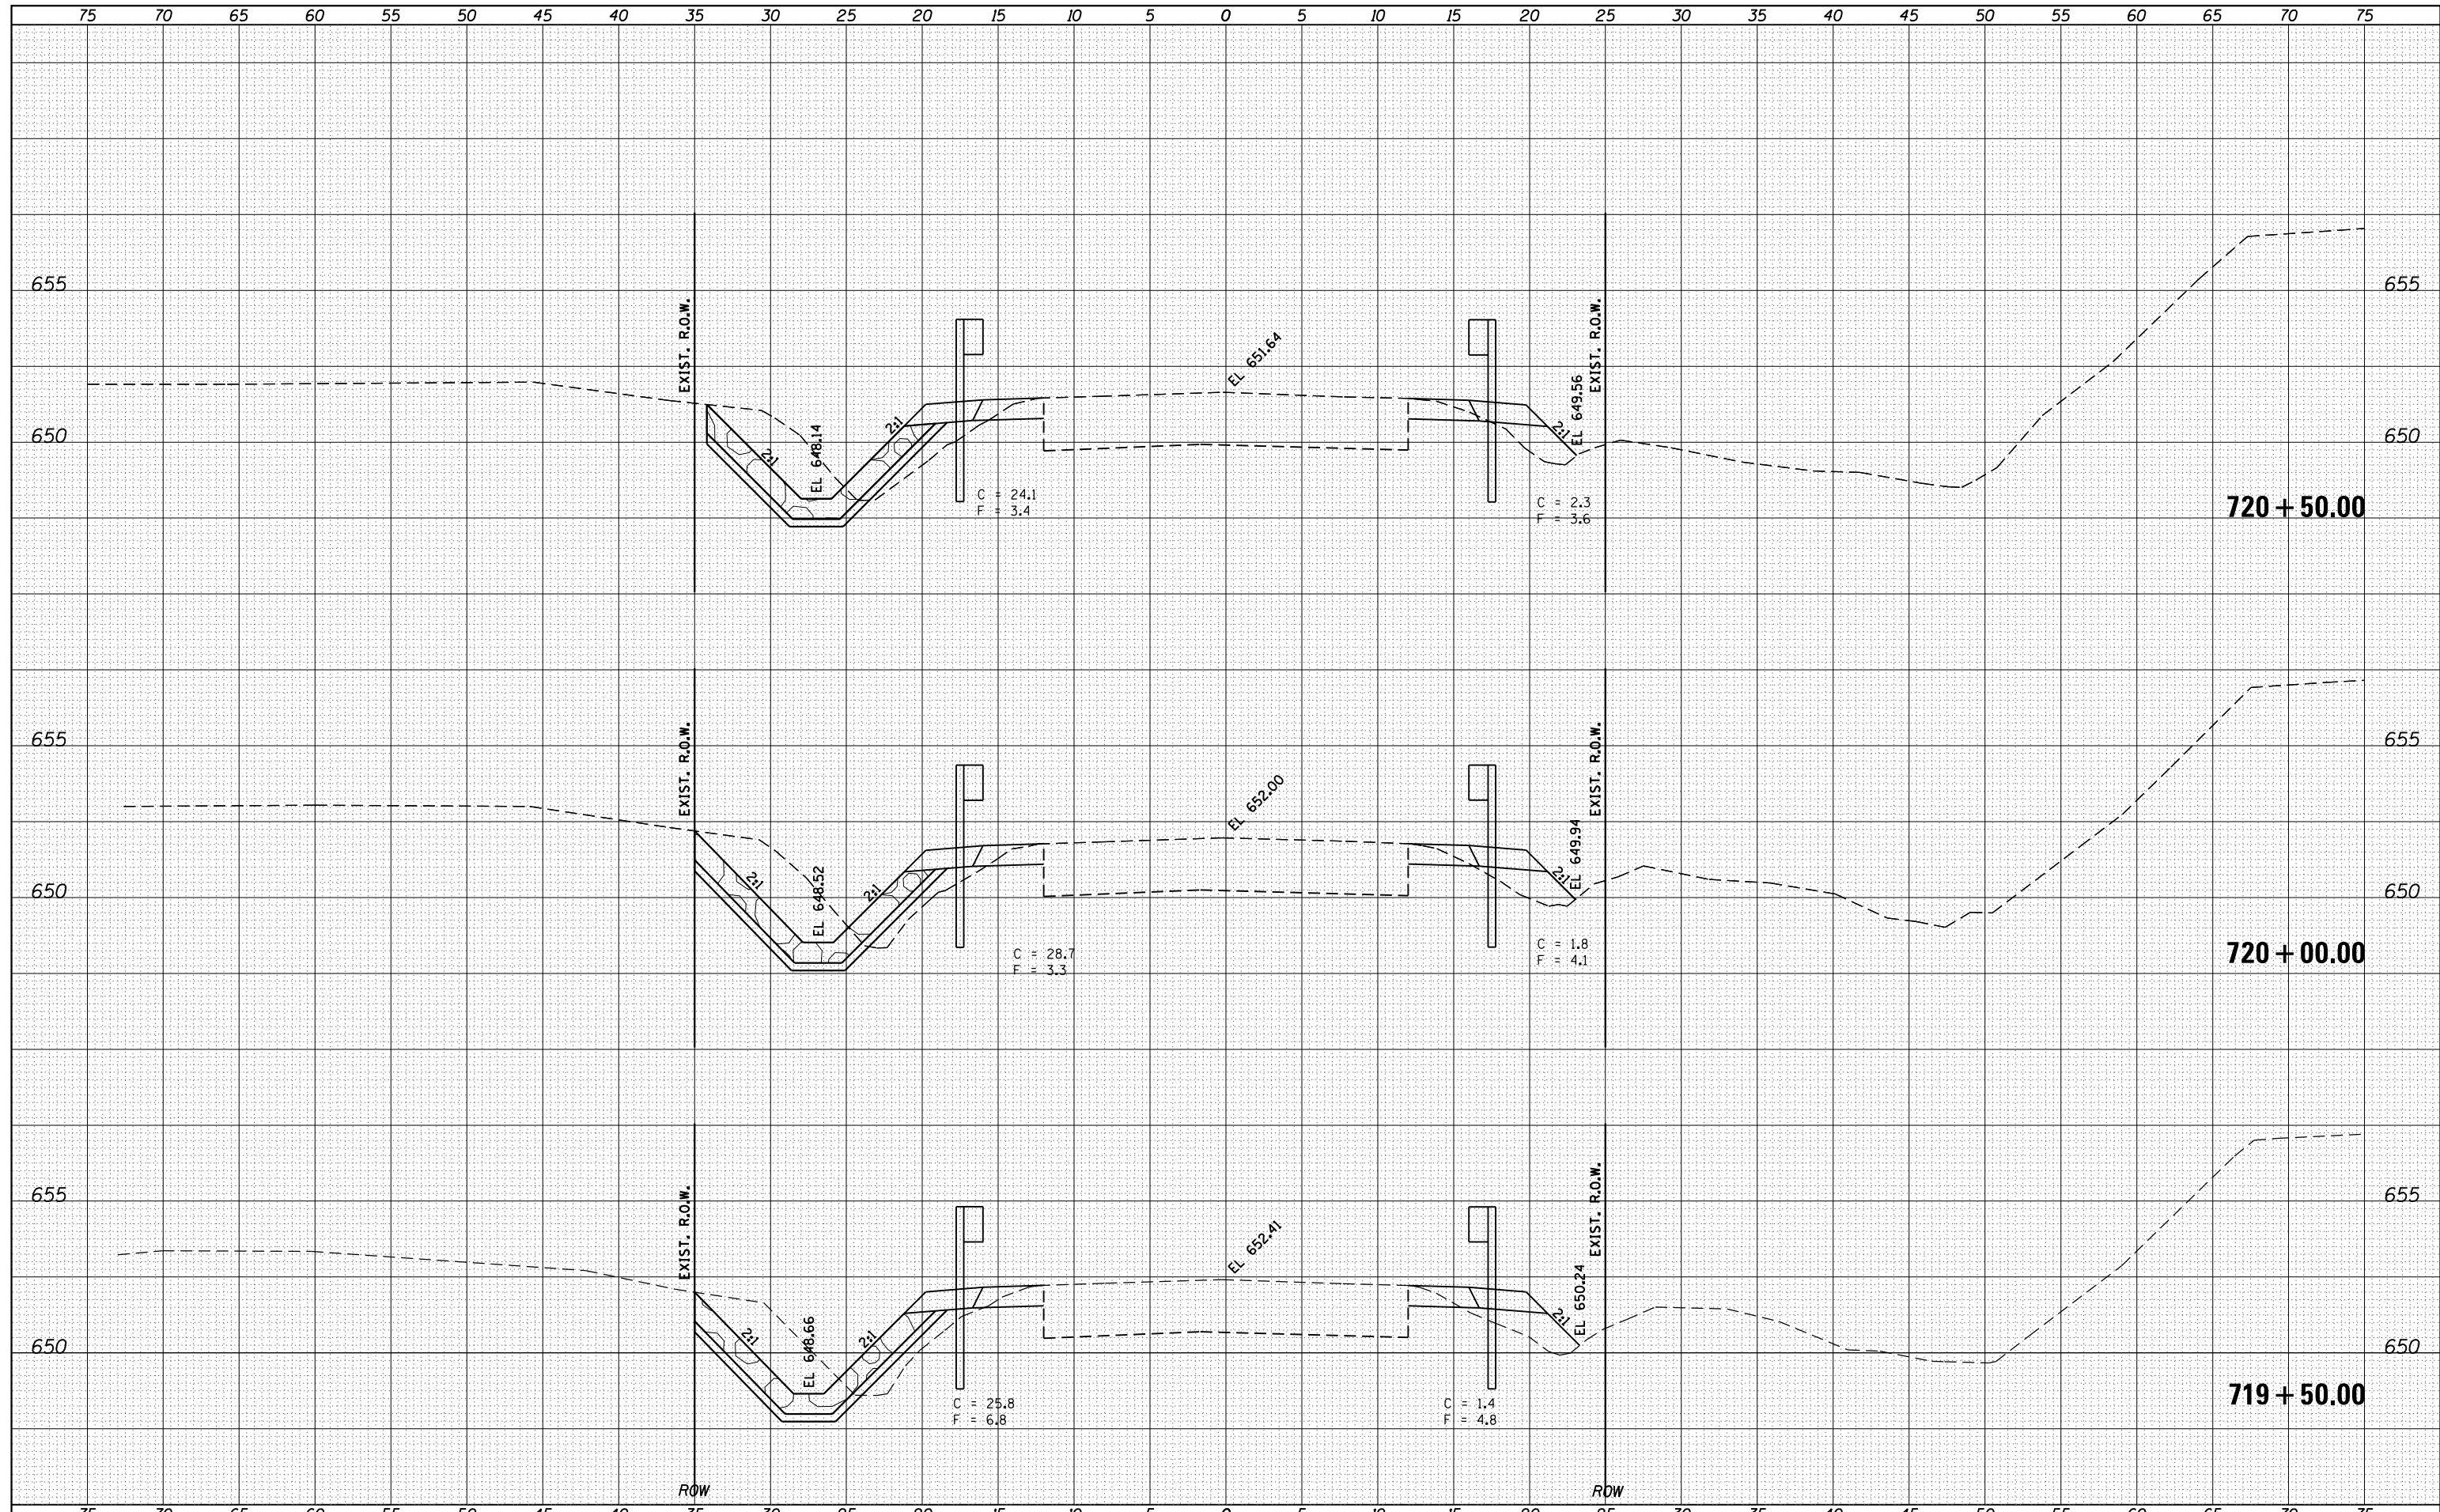 75 70 65 60 55 50 45 40 35 30 25 20 15 10 5 0 5 10 15 20 25 30 35 40 45 50 55 60 65 70 75
655
EXIST. R.O.W.
EL 651.64
EXIST. R.O.W.
655
650
2:1
EL 648.14
2:1
2:1
EL 649.56
650
C = 24.1
F = 3.4
C = 2.3
F = 3.6
720 + 50.00
655
EXIST. R.O.W.
EL 652.00
EXIST. R.O.W.
655
650
2:1
EL 648.52
2:1
2:1
EL 649.94
650
C = 28.7
F = 3.3
C = 1.8
F = 4.1
720 + 00.00
655
EXIST. R.O.W.
EL 652.41
EXIST. R.O.W.
655
650
2:1
EL 648.66
2:1
2:1
EL 650.24
650
C = 25.8
F = 6.8
C = 1.4
F = 4.8
719 + 50.00
ROW
ROW